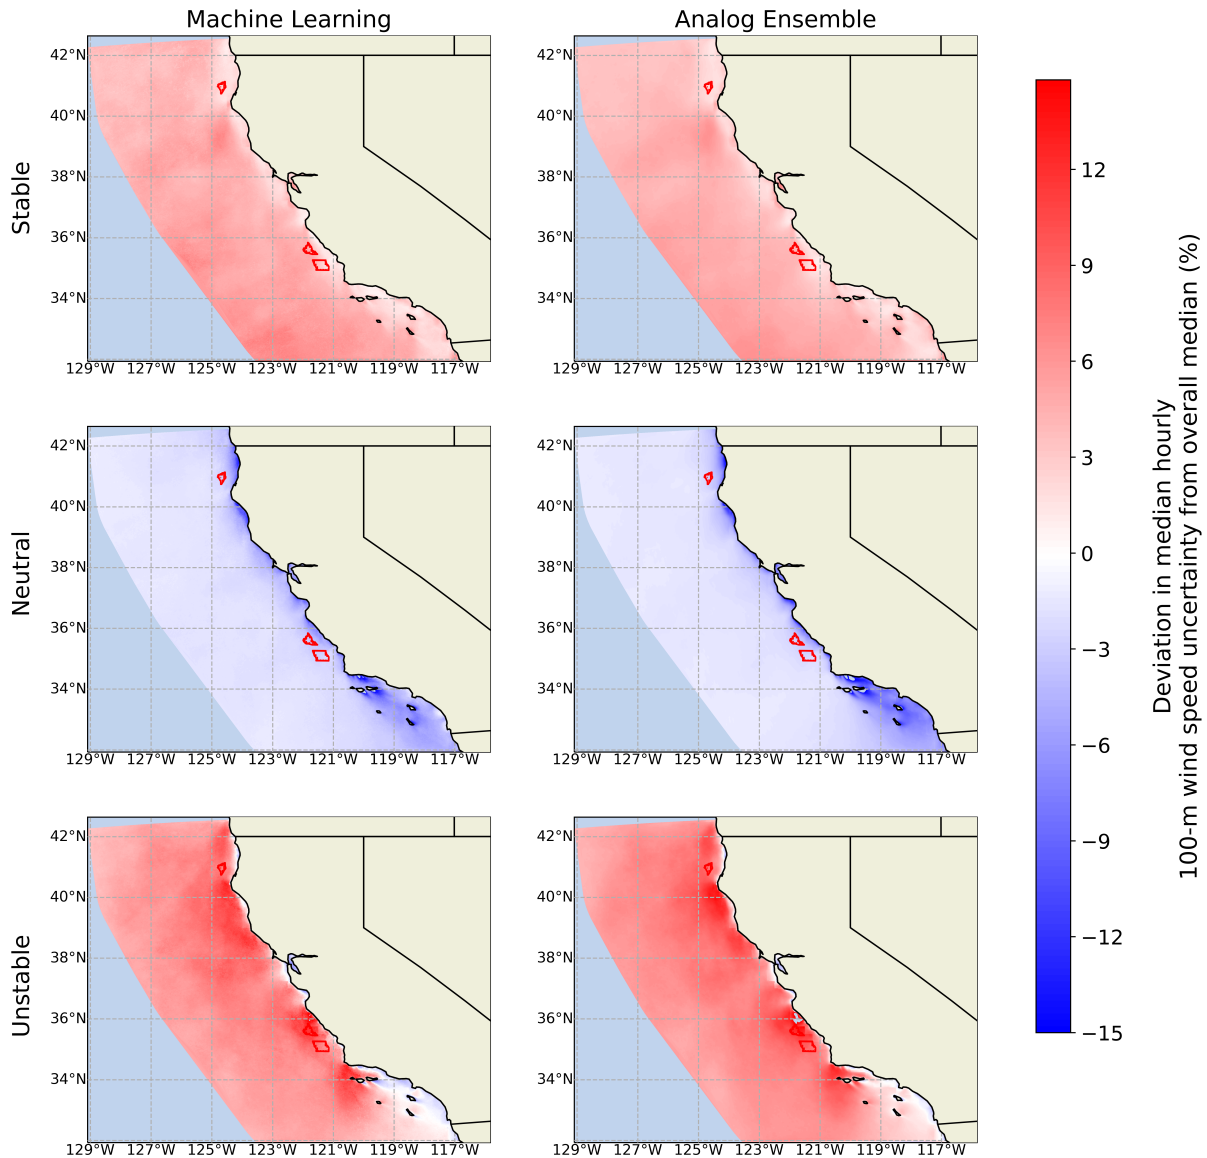 Machine Learning
Analog Ensemble
Stable
42°N
40°N
38°N
36°N
34°N
129°W 127°W 125°W 123°W 121°W 119°W 117°W
42°N
40°N
38°N
36°N
34°N
129°W 127°W 125°W 123°W 121°W 119°W 117°W
Neutral
42°N
40°N
38°N
36°N
34°N
129°W 127°W 125°W 123°W 121°W 119°W 117°W
42°N
40°N
38°N
36°N
34°N
129°W 127°W 125°W 123°W 121°W 119°W 117°W
Unstable
42°N
40°N
38°N
36°N
34°N
129°W 127°W 125°W 123°W 121°W 119°W 117°W
42°N
40°N
38°N
36°N
34°N
129°W 127°W 125°W 123°W 121°W 119°W 117°W
12
9
6
3
0
−3
−6
−9
−12
−15
Deviation in median hourly
100-m wind speed uncertainty from overall median (%)